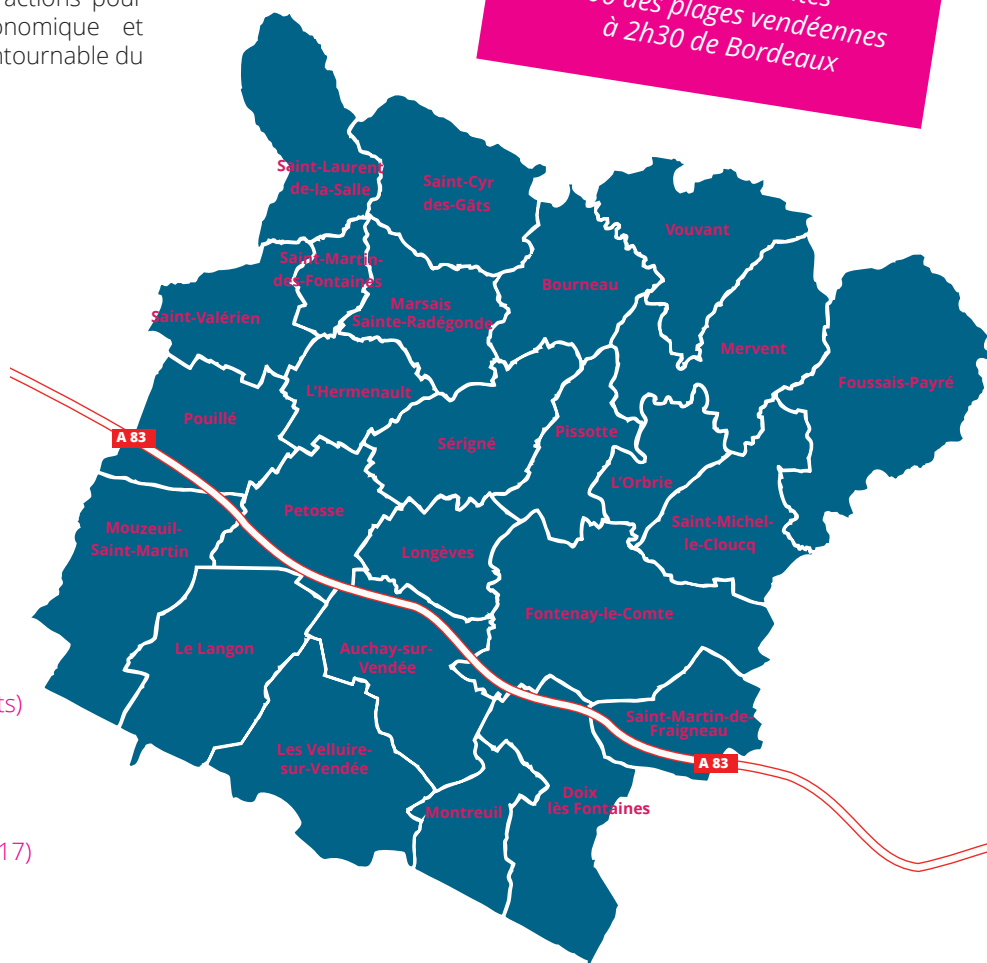 actions pour
onomique et
ntournable du
des plages vendéennes
à 2h30 de Bordeaux
Saint-Laurent
de-la-Salle
Saint-Cyr
des-Gâts
Vouvant
Saint-Martin-
des-Fontaines
Bourneau
Marsais
Sainte-Radégonde
Saint-Valérien
Mervent
Foussais-Payré
L'Hermenault
Pouillé
A 83
Sérigné
Pissotte
L'Orbrie
Petosse
Mouzeuil-
Saint-Martin
Longèves
Saint-Michel-
le-Cloucq
Fontenay-le-Comte
Le Langon
Auchay-sur-
Vendée
ts)
Saint-Martin-de-
Fraigneau
A 83
Les Velluire-
sur-Vendée
Doix
lès Fontaines
Montreuil
17)